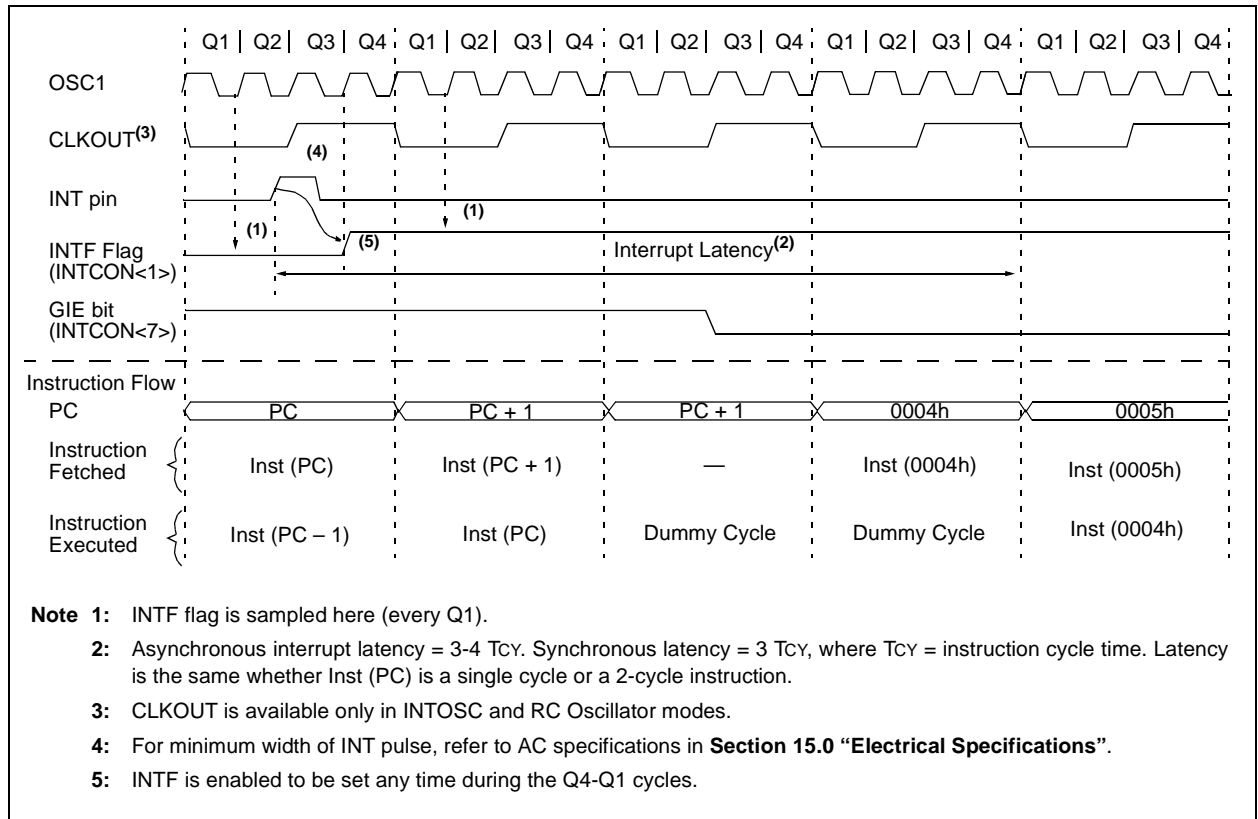 Q1 | Q2 | Q3 | Q4 Q1 | Q2 | Q3 | Q4 Q1 | Q2 | Q3 | Q4 Q1 | Q2 | Q3 | Q4 Q1 | Q2 | Q3 | Q4
OSC1
CLKOUT(3)
(4)
INT pin
(1)
(1)
INTF Flag
(INTCON<1>)
(5)
Interrupt Latency(2)
GIE bit
(INTCON<7>)
Instruction Flow
PC PC PC + 1 PC + 1 0004h 0005h
Instruction
Fetched
Inst (PC) Inst (PC + 1) — Inst (0004h) Inst (0005h)
Instruction
Executed
Inst (PC – 1) Inst (PC) Dummy Cycle Dummy Cycle Inst (0004h)
Note 1: INTF flag is sampled here (every Q1).
2: Asynchronous interrupt latency = 3-4 TCY. Synchronous latency = 3 TCY, where TCY = instruction cycle time. Latency
is the same whether Inst (PC) is a single cycle or a 2-cycle instruction.
3: CLKOUT is available only in INTOSC and RC Oscillator modes.
4: For minimum width of INT pulse, refer to AC specifications in Section 15.0 “Electrical Specifications”.
5: INTF is enabled to be set any time during the Q4-Q1 cycles.